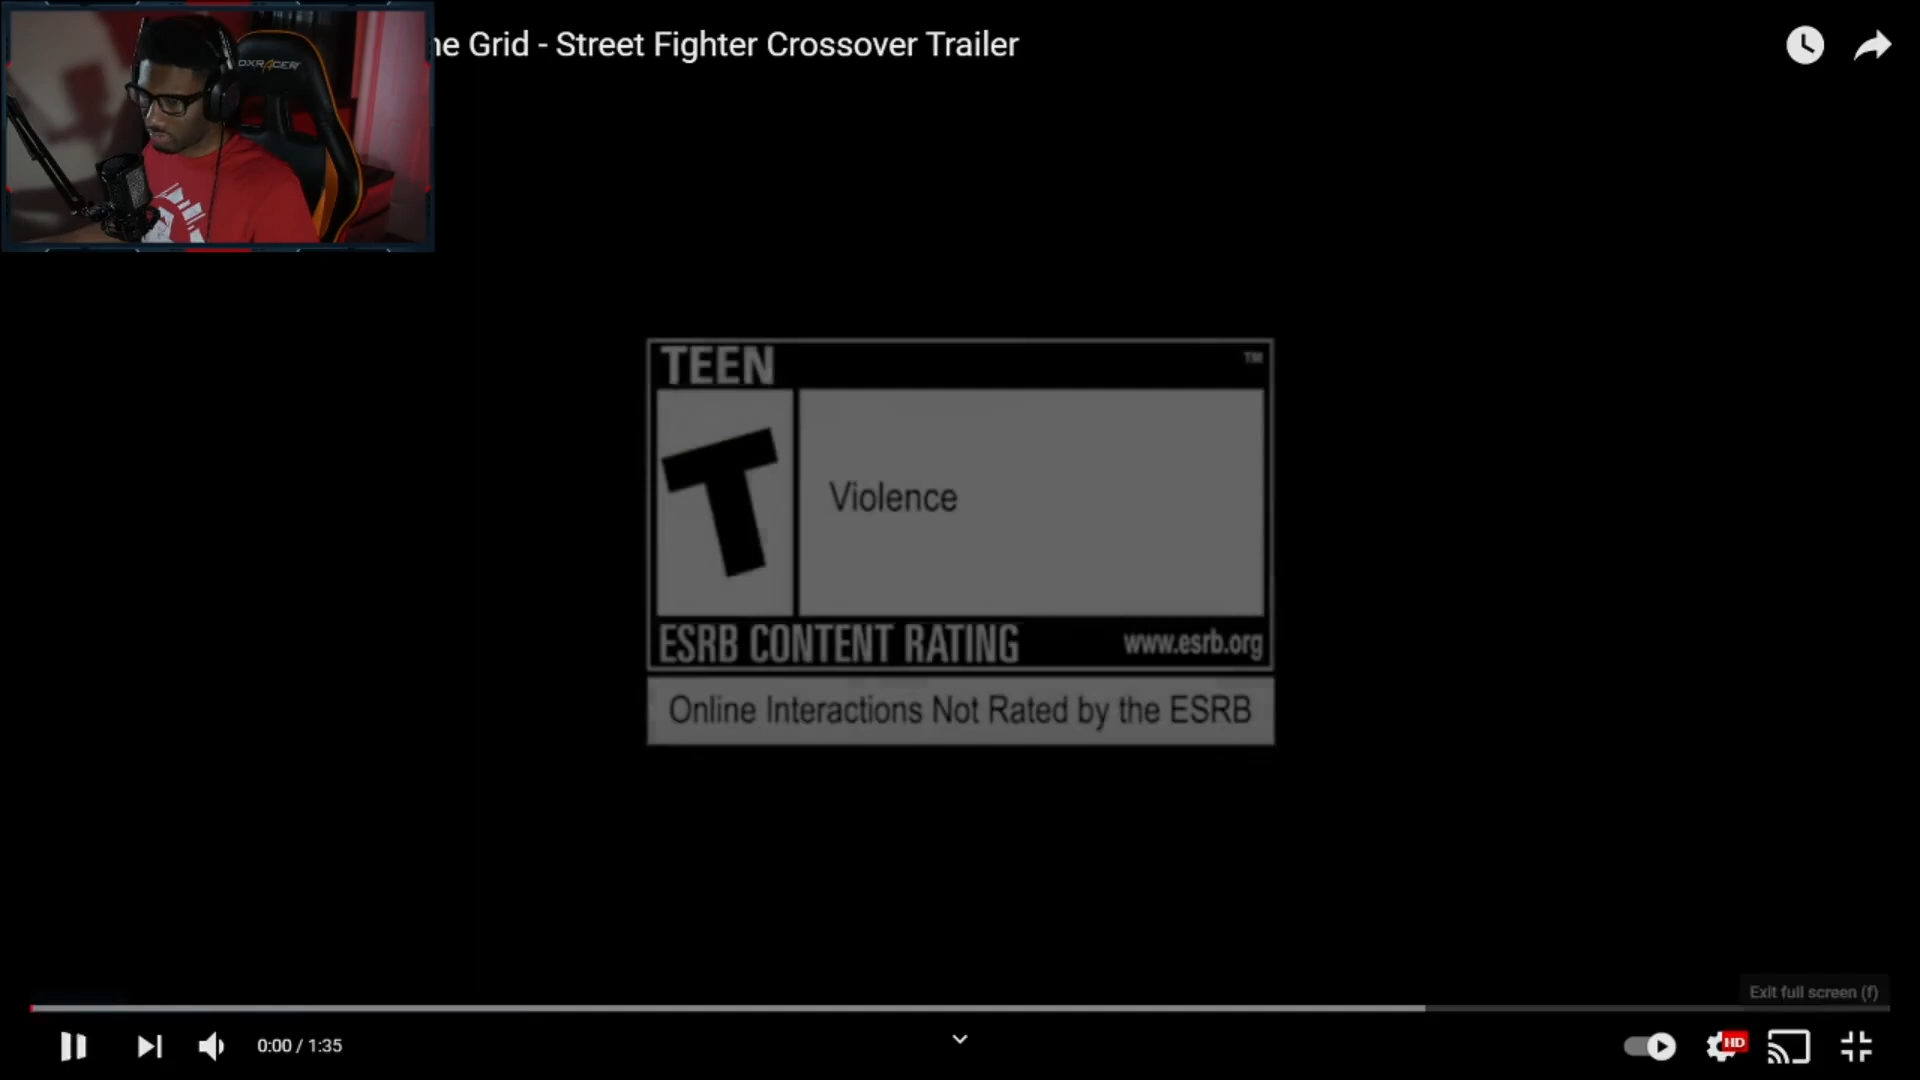 DXRACER
he Grid - Street Fighter Crossover Trailer
TEEN
TM
T
Violence
ESRB CONTENT RATING
www.esrb.org
Online Interactions Not Rated by the ESRB
Exit full screen (f)
0:00 / 1:35
HD